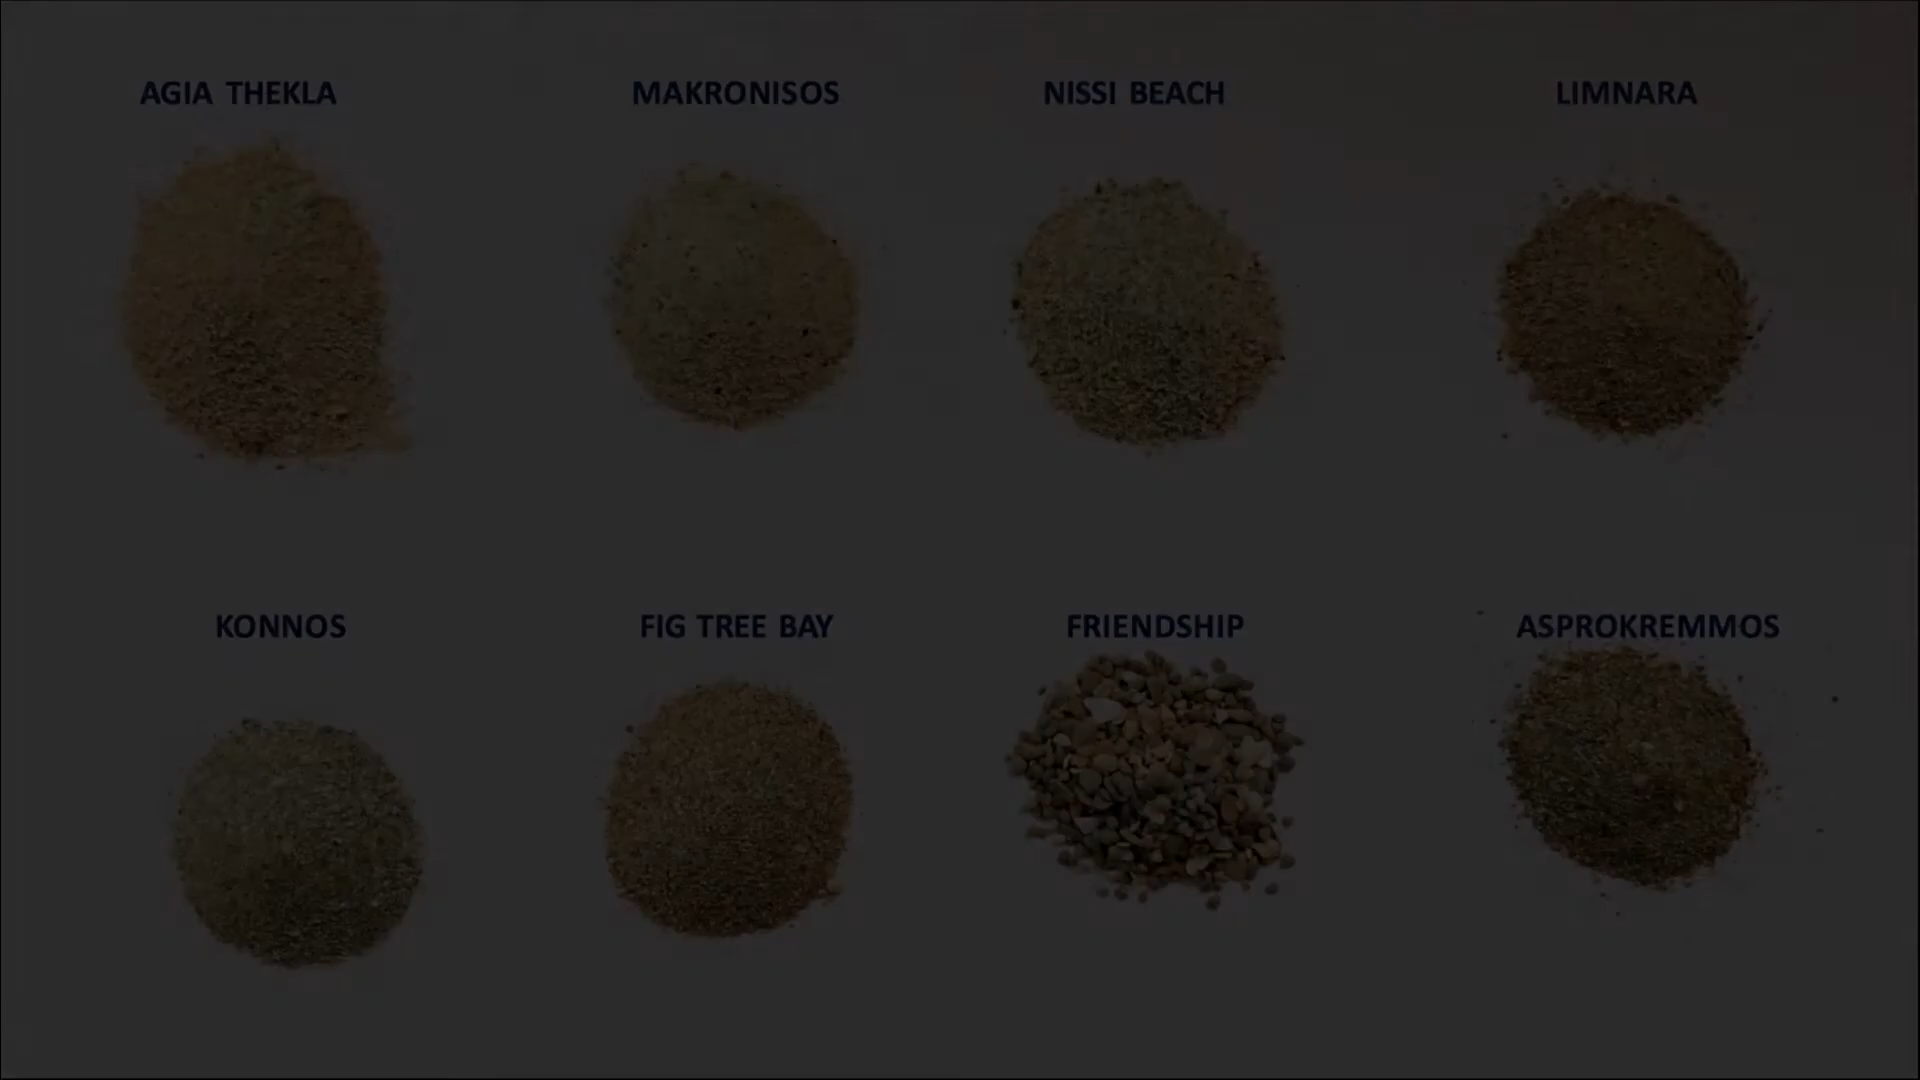 AGIA THEKLA
MAKRONISOS
NISSI BEACH
LIMNARA
KONNOS
FIG TREE BAY
FRIENDSHIP
ASPROKREMMOS